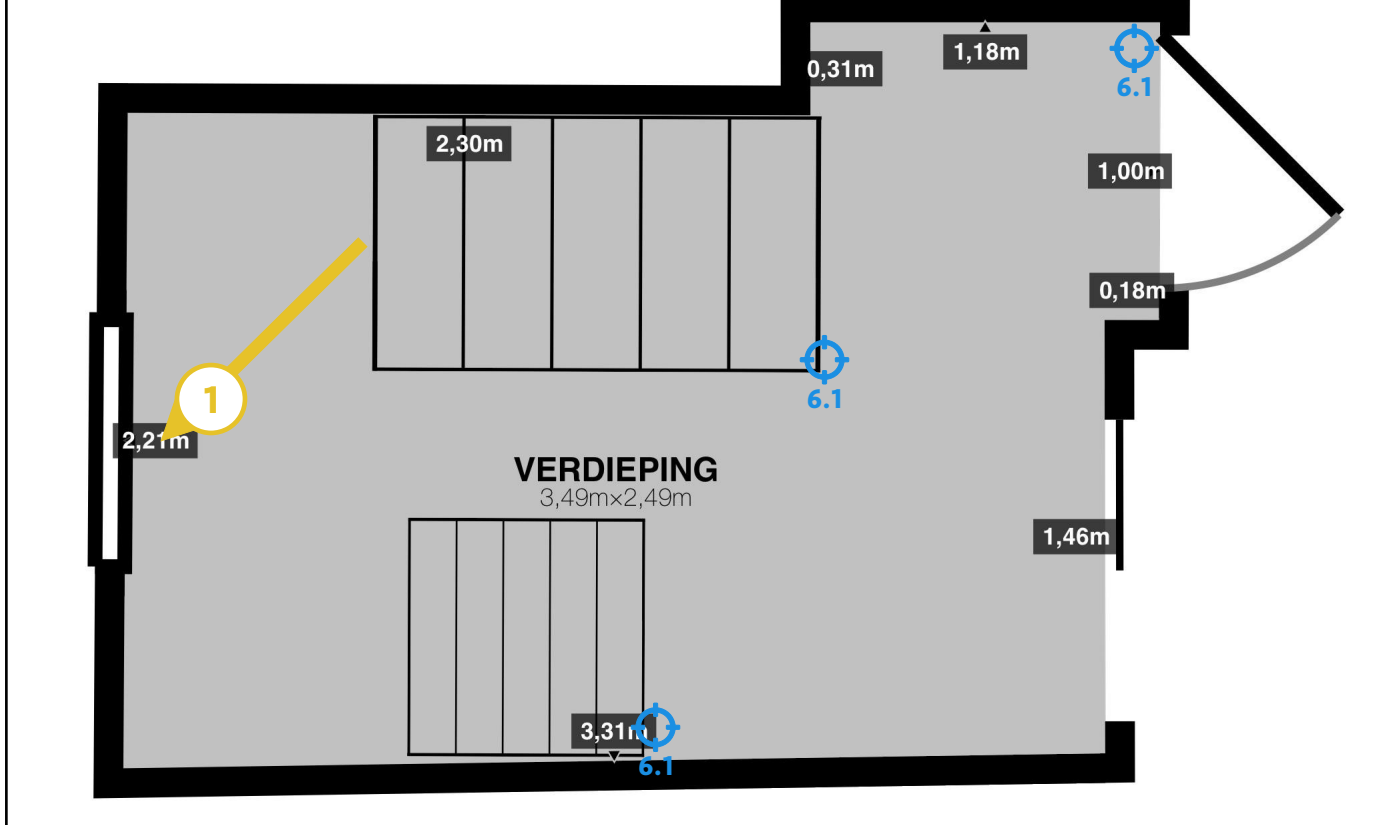 1,18m
0,31m
6.1
2,30m
1,00m
0,18m
1
6.1
2,21m
VERDIEPING
3,49m×2,49m
1,46m
3,31m
6.1